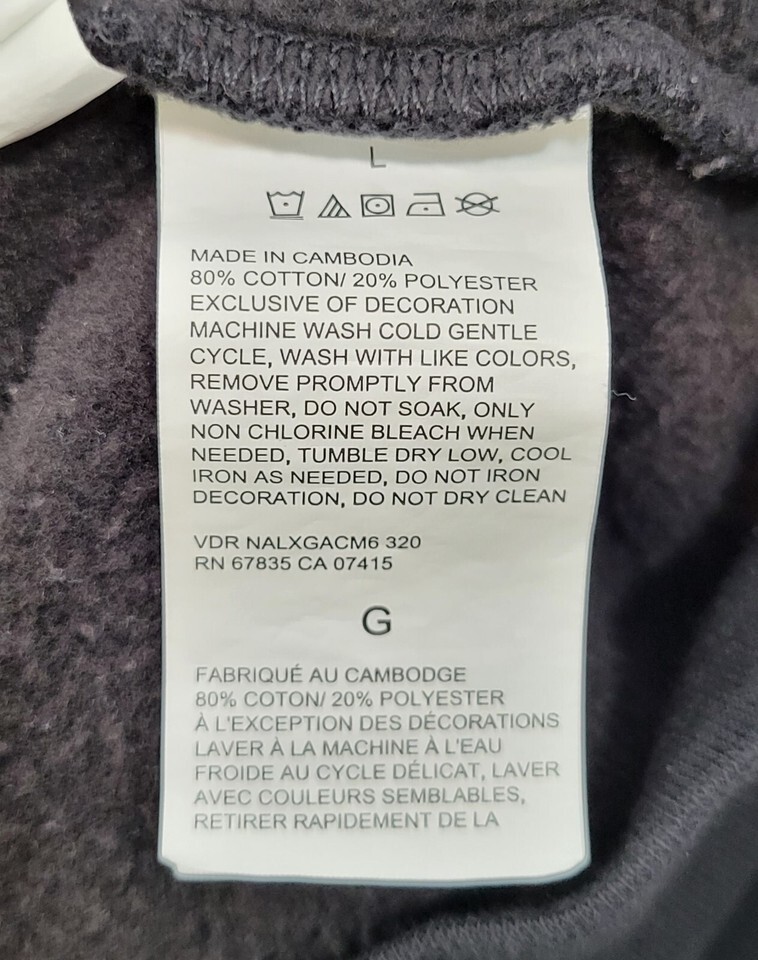 L
MADE IN CAMBODIA
80% COTTON/ 20% POLYESTER
EXCLUSIVE OF DECORATION
MACHINE WASH COLD GENTLE
CYCLE, WASH WITH LIKE COLORS,
REMOVE PROMPTLY FROM
WASHER, DO NOT SOAK, ONLY
NON CHLORINE BLEACH WHEN
NEEDED, TUMBLE DRY LOW, COOL
IRON AS NEEDED, DO NOT IRON
DECORATION, DO NOT DRY CLEAN
VDR NALXGACM6 320
RN 67835 CA 07415
G
FABRIQUÉ AU CAMBODGE
80% COTON/ 20% POLYESTER
À L'EXCEPTION DES DÉCORATIONS
LAVER À LA MACHINE À L'EAU
FROIDE AU CYCLE DÉLICAT, LAVER
AVEC COULEURS SEMBLABLES,
RETIRER RAPIDEMENT DE LA